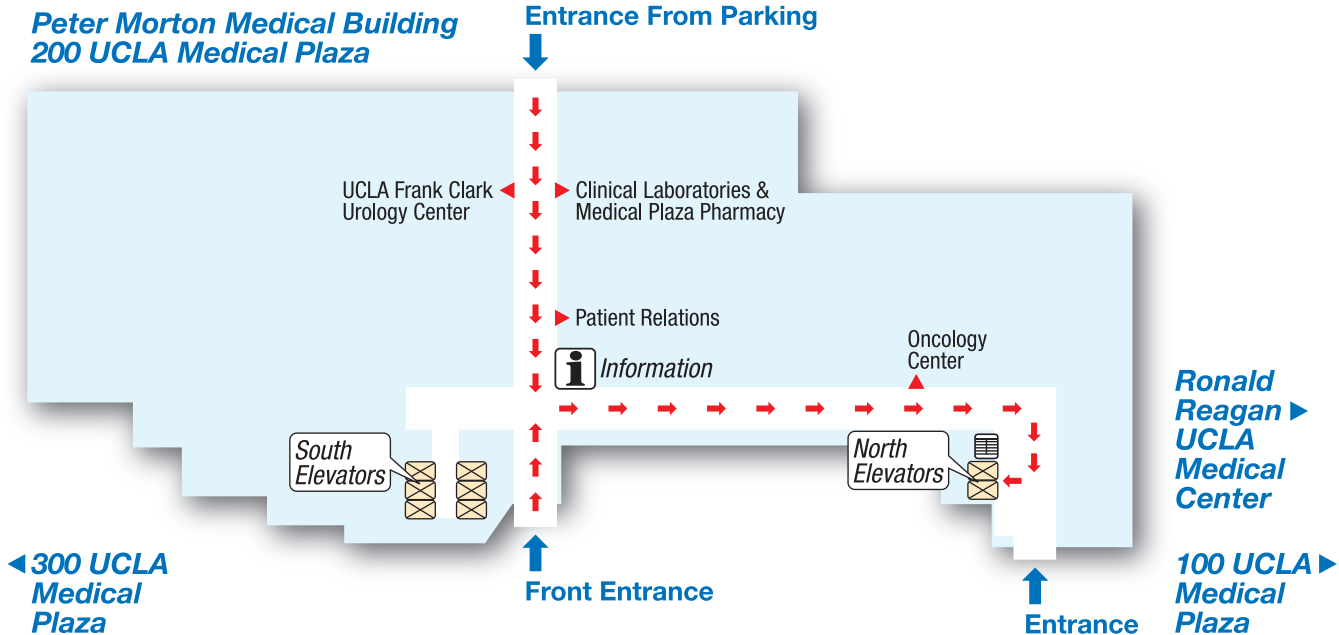 Peter Morton Medical Building
200 UCLA Medical Plaza
Entrance From Parking
UCLA Frank Clark
Urology Center
Clinical Laboratories &
Medical Plaza Pharmacy
Patient Relations
i Information
Oncology
Center
South
Elevators
North
Elevators
Ronald
Reagan
UCLA
Medical
Center
300 UCLA
Medical
Plaza
Front Entrance
Entrance
100 UCLA
Medical
Plaza